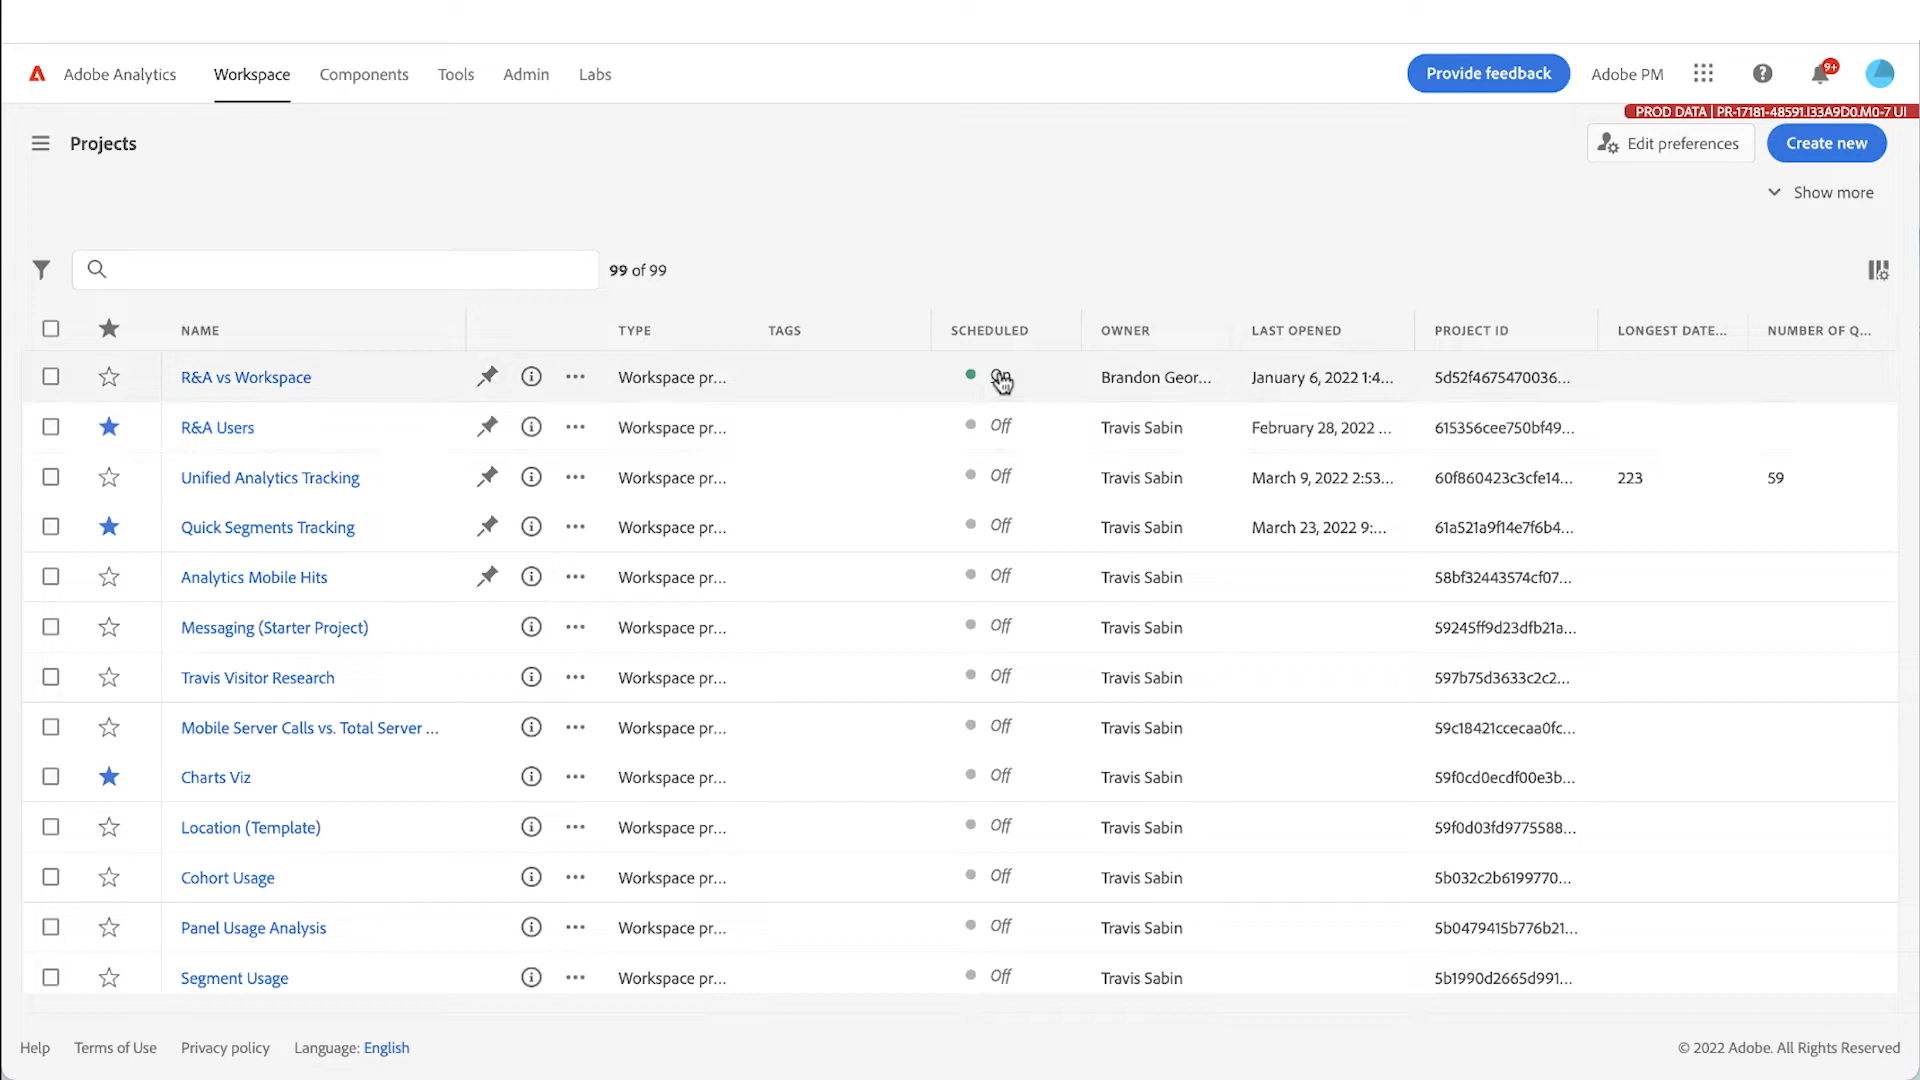 Adobe Analytics Workspace Components Tools Admin Labs Provide feedback Adobe PM 9+
PROD DATA | PR-17181-48591.I33A9D0.M0-7 UI
Projects Edit preferences Create new
Show more
99 of 99
NAME TYPE TAGS SCHEDULED OWNER LAST OPENED PROJECT ID LONGEST DATE... NUMBER OF Q...
R&A vs Workspace Workspace pr... Brandon Geor... January 6, 2022 1:4... 5d52f4675470036...
R&A Users Workspace pr... Off Travis Sabin February 28, 2022 ... 615356cee750bf49...
Unified Analytics Tracking Workspace pr... Off Travis Sabin March 9, 2022 2:53... 60f860423c3cfe14... 223 59
Quick Segments Tracking Workspace pr... Off Travis Sabin March 23, 2022 9:... 61a521a9f14e7f6b4...
Analytics Mobile Hits Workspace pr... Off Travis Sabin 58bf32443574cf07...
Messaging (Starter Project) Workspace pr... Off Travis Sabin 59245ff9d23dfb21a...
Travis Visitor Research Workspace pr... Off Travis Sabin 597b75d3633c2c2...
Mobile Server Calls vs. Total Server ... Workspace pr... Off Travis Sabin 59c18421ccecaa0fc...
Charts Viz Workspace pr... Off Travis Sabin 59f0cd0ecdf00e3b...
Location (Template) Workspace pr... Off Travis Sabin 59f0d03fd9775588...
Cohort Usage Workspace pr... Off Travis Sabin 5b032c2b6199770...
Panel Usage Analysis Workspace pr... Off Travis Sabin 5b0479415b776b21...
Segment Usage Workspace pr... Off Travis Sabin 5b1990d2665d991...
Help Terms of Use Privacy policy Language: English © 2022 Adobe. All Rights Reserved